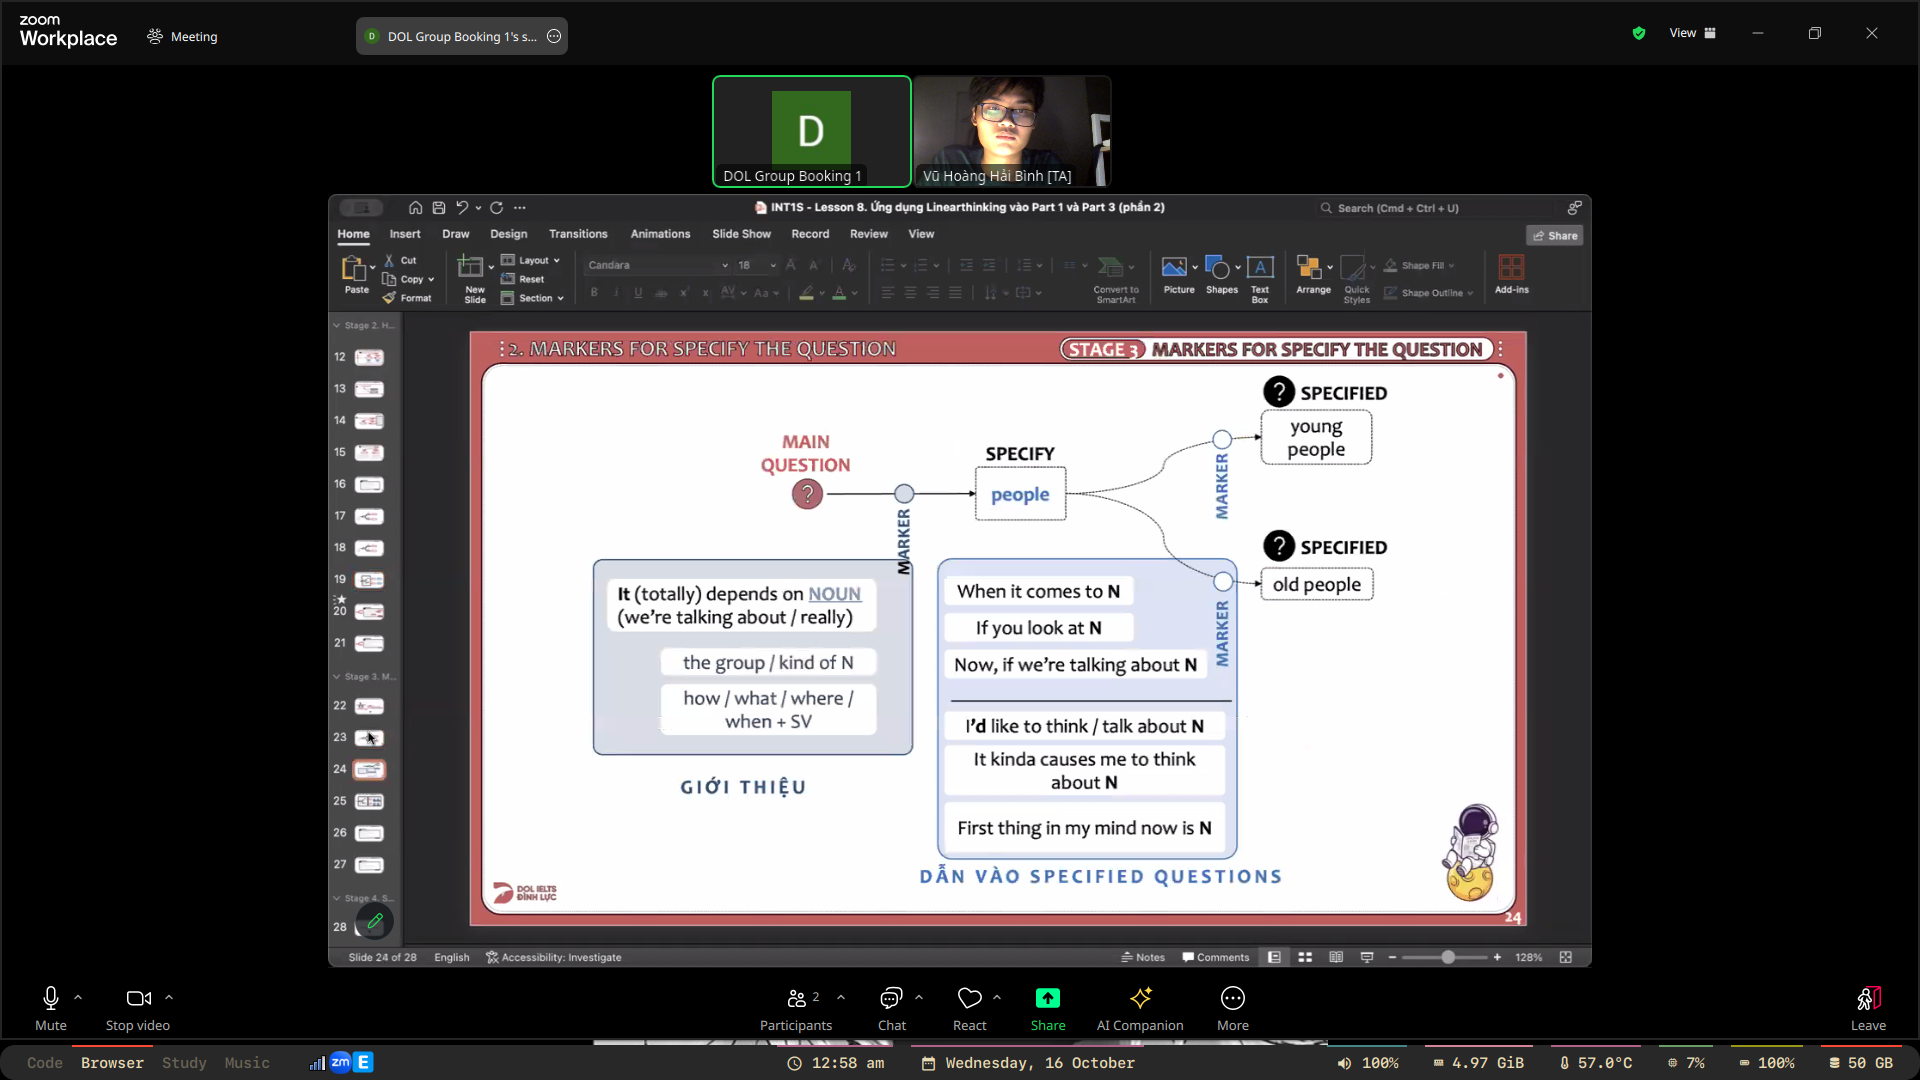 zoom
Workplace
Meeting
DOL Group Booking 1's s...
View
D
DOL Group Booking 1
Vũ Hoàng Hải Bình [TA]
INT1S - Lesson 8. Ứng dụng Linearthinking vào Part 1 và Part 3 (phần 2)
Search (Cmd + Ctrl + U)
Home Insert Draw Design Transitions Animations Slide Show Record Review View
Share
Paste
Cut
Copy
Format
New Slide
Layout
Reset
Section
Candara
18
Convert to SmartArt
Picture
Shapes
Text Box
Arrange
Quick Styles
Shape Fill
Shape Outline
Add-ins
Stage 2. H...
12
13
14
15
16
17
18
19
20
21
Stage 3. M...
22
23
24
25
26
27
Stage 4. S...
28
2. MARKERS FOR SPECIFY THE QUESTION
STAGE 3 MARKERS FOR SPECIFY THE QUESTION
MAIN
QUESTION
?
MARKER
SPECIFY
people
MARKER
? SPECIFIED
young
people
MARKER
? SPECIFIED
old people
It (totally) depends on NOUN
(we're talking about / really)
the group / kind of N
how / what / where /
when + SV
GIỚI THIỆU
When it comes to N
If you look at N
Now, if we're talking about N
I'd like to think / talk about N
It kinda causes me to think
about N
First thing in my mind now is N
DẪN VÀO SPECIFIED QUESTIONS
DOL IELTS
ĐÌNH LỰC
24
Slide 24 of 28
English
Accessibility: Investigate
Notes
Comments
128%
Mute
Stop video
2
Participants
Chat
React
Share
AI Companion
More
Leave
Code Browser Study Music
zm
E
12:58 am
Wednesday, 16 October
100%
4.97 GiB
57.0°C
7%
100%
50 GB